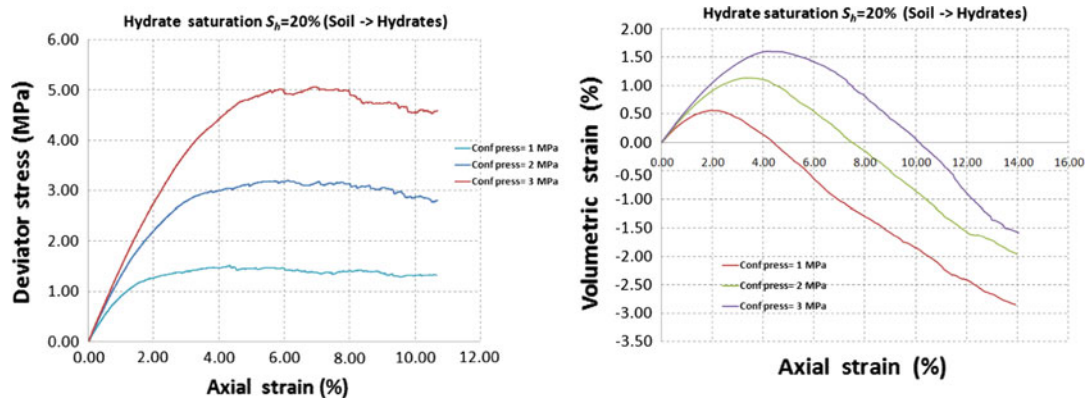 Hydrate saturation Sh=20% (Soil -> Hydrates)
6.00
5.00
4.00
3.00
2.00
1.00
0.00
0.00 2.00 4.00 6.00 8.00 10.00 12.00
Deviator stress (MPa)
Axial strain (%)
Conf press= 1 MPa
Conf press= 2 MPa
Conf press= 3 MPa
Hydrate saturation Sh=20% (Soil -> Hydrates)
2.00
1.50
1.00
0.50
0.00
-0.50
-1.00
-1.50
-2.00
-2.50
-3.00
-3.50
0.00 2.00 4.00 6.00 8.00 10.00 12.00 14.00 16.00
Volumetric strain (%)
Axial strain (%)
Conf press= 1 MPa
Conf press= 2 MPa
Conf press= 3 MPa